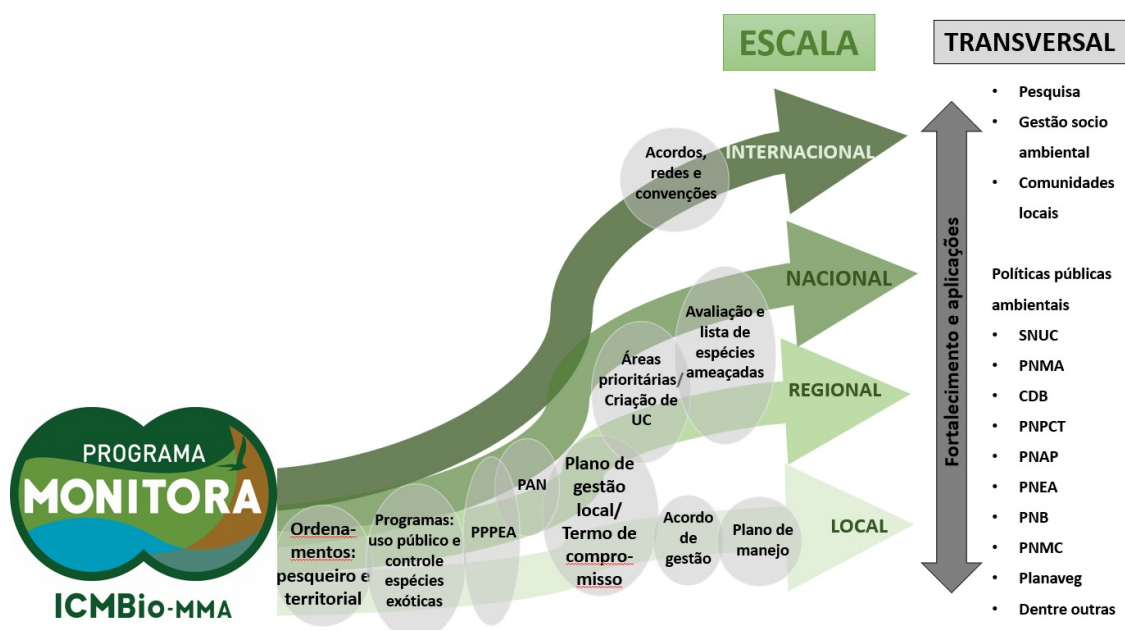 ESCALA
TRANSVERSAL
INTERNACIONAL
Acordos,
redes e
convenções
NACIONAL
Avaliação e
lista de
espécies
ameaçadas
Áreas
prioritárias/
Criação de
UC
REGIONAL
LOCAL
PROGRAMA
MONITORA
ICMBio-MMA
Ordena-
mentos:
pesqueiro e
territorial
Programas:
uso público e
controle
espécies
exóticas
PPPEA
PAN
Plano de
gestão
local/
Termo de
compro-
misso
Acordo
de
gestão
Plano de
manejo
Fortalecimento e aplicações
• Pesquisa
• Gestão socio
ambiental
• Comunidades
locais
Políticas públicas
ambientais
• SNUC
• PNMA
• CDB
• PNPCT
• PNAP
• PNEA
• PNB
• PNMC
• Planaveg
• Dentre outras